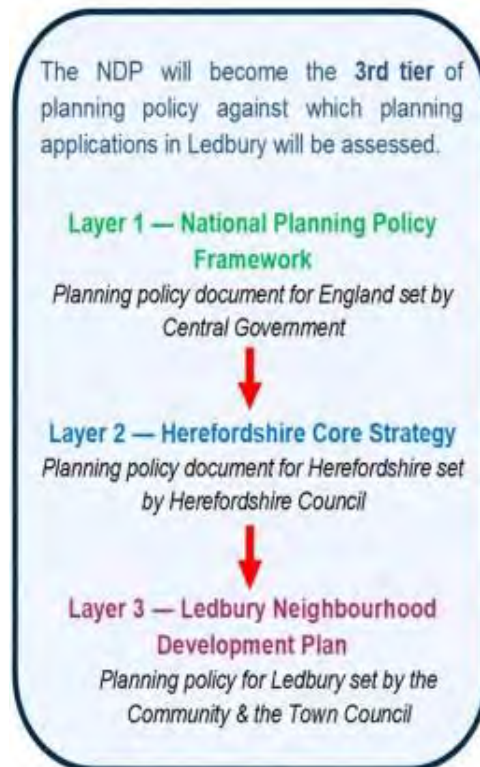 The NDP will become the 3rd tier of
planning policy against which planning
applications in Ledbury will be assessed.
Layer 1 — National Planning Policy
Framework
Planning policy document for England set by
Central Government
Layer 2 — Herefordshire Core Strategy
Planning policy document for Herefordshire set
by Herefordshire Council
Layer 3 — Ledbury Neighbourhood
Development Plan
Planning policy for Ledbury set by the
Community & the Town Council